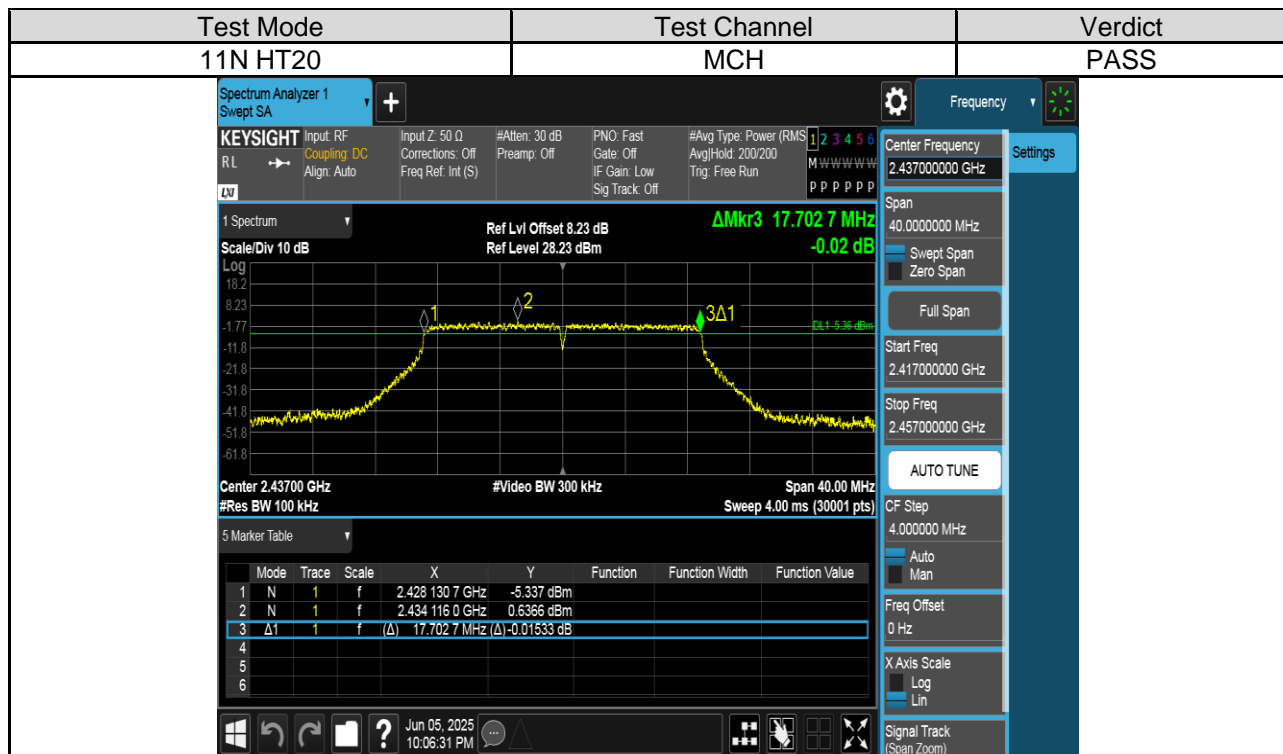 Test Mode Test Channel Verdict
11N HT20 MCH PASS
Spectrum Analyzer 1
Swept SA
+
Frequency
KEYSIGHT
RL
LXI
Input: RF
Coupling: DC
Align: Auto
Input Z: 50 Ω
Corrections: Off
Freq Ref: Int (S)
#Atten: 30 dB
Preamp: Off
PNO: Fast
Gate: Off
IF Gain: Low
Sig Track: Off
#Avg Type: Power (RMS
Avg|Hold: 200/200
Trig: Free Run
1 2 3 4 5 6
M W W W W W
P P P P P P
1 Spectrum
Scale/Div 10 dB
Ref Lvl Offset 8.23 dB
Ref Level 28.23 dBm
ΔMkr3 17.702 7 MHz
-0.02 dB
Log
18.2
8.23
-1.77
-11.8
-21.8
-31.8
-41.8
-51.8
-61.8
1
2
3Δ1
DL1 -5.36 dBm
Center 2.43700 GHz #Video BW 300 kHz Span 40.00 MHz
#Res BW 100 kHz Sweep 4.00 ms (30001 pts)
5 Marker Table
Mode Trace Scale X Y Function Function Width Function Value
1 N 1 f 2.428 130 7 GHz -5.337 dBm
2 N 1 f 2.434 116 0 GHz 0.6366 dBm
3 Δ1 1 f (Δ) 17.702 7 MHz (Δ) -0.01533 dB
4
5
6
?
Jun 05, 2025
10:06:31 PM
Center Frequency
2.437000000 GHz
Span
40.0000000 MHz
Swept Span
Zero Span
Full Span
Start Freq
2.417000000 GHz
Stop Freq
2.457000000 GHz
AUTO TUNE
CF Step
4.000000 MHz
Auto
Man
Freq Offset
0 Hz
X Axis Scale
Log
Lin
Signal Track
(Span Zoom)
Settings